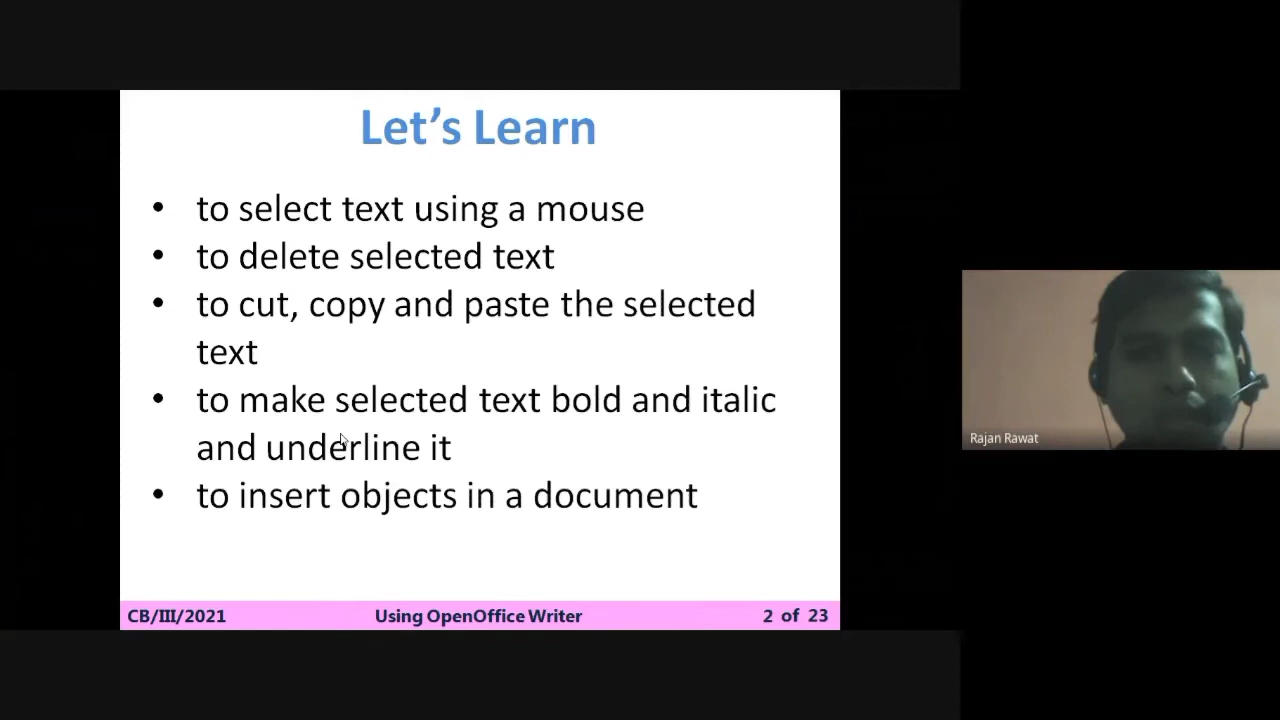 Let's Learn
• to select text using a mouse
• to delete selected text
• to cut, copy and paste the selected
text
• to make selected text bold and italic
and underline it
• to insert objects in a document
CB/III/2021 Using OpenOffice Writer 2 of 23
Rajan Rawat